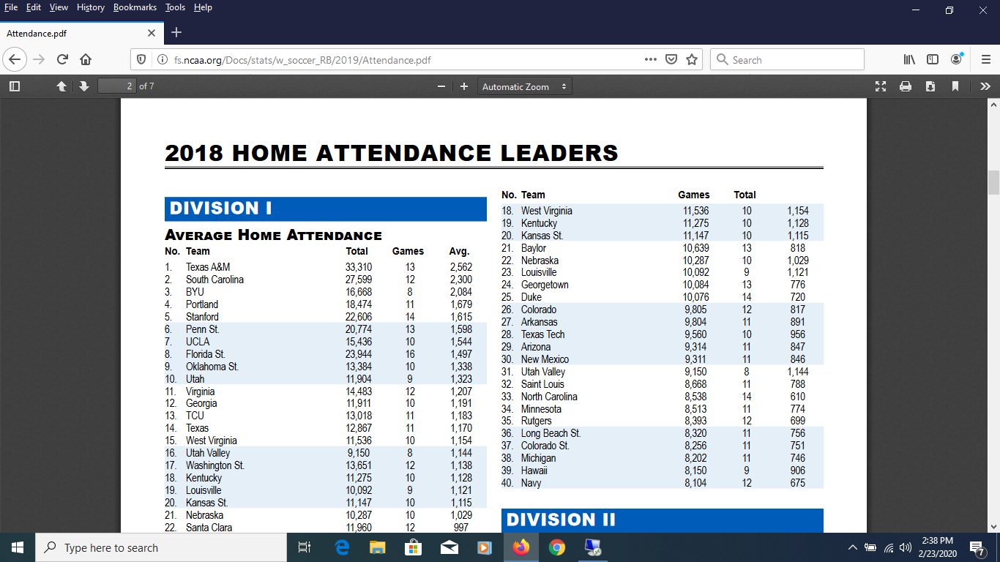 File Edit View History Bookmarks Tools Help
Attendance.pdf
fs.ncaa.org/Docs/stats/w_soccer_RB/2019/Attendance.pdf
Search
2 of 7
Automatic Zoom
2018 HOME ATTENDANCE LEADERS
DIVISION I
AVERAGE HOME ATTENDANCE
No. Team Total Games Avg.
1. Texas A&M 33,310 13 2,562
2. South Carolina 27,599 12 2,300
3. BYU 16,668 8 2,084
4. Portland 18,474 11 1,679
5. Stanford 22,606 14 1,615
6. Penn St. 20,774 13 1,598
7. UCLA 15,436 10 1,544
8. Florida St. 23,944 16 1,497
9. Oklahoma St. 13,384 10 1,338
10. Utah 11,904 9 1,323
11. Virginia 14,483 12 1,207
12. Georgia 11,911 10 1,191
13. TCU 13,018 11 1,183
14. Texas 12,867 11 1,170
15. West Virginia 11,536 10 1,154
16. Utah Valley 9,150 8 1,144
17. Washington St. 13,651 12 1,138
18. Kentucky 11,275 10 1,128
19. Louisville 10,092 9 1,121
20. Kansas St. 11,147 10 1,115
21. Nebraska 10,287 10 1,029
22. Santa Clara 11,960 12 997
No. Team Games Total
18. West Virginia 11,536 10 1,154
19. Kentucky 11,275 10 1,128
20. Kansas St. 11,147 10 1,115
21. Baylor 10,639 13 818
22. Nebraska 10,287 10 1,029
23. Louisville 10,092 9 1,121
24. Georgetown 10,084 13 776
25. Duke 10,076 14 720
26. Colorado 9,805 12 817
27. Arkansas 9,804 11 891
28. Texas Tech 9,560 10 956
29. Arizona 9,314 11 847
30. New Mexico 9,311 11 846
31. Utah Valley 9,150 8 1,144
32. Saint Louis 8,668 11 788
33. North Carolina 8,538 14 610
34. Minnesota 8,513 11 774
35. Rutgers 8,393 12 699
36. Long Beach St. 8,320 11 756
37. Colorado St. 8,256 11 751
38. Michigan 8,202 11 746
39. Hawaii 8,150 9 906
40. Navy 8,104 12 675
DIVISION II
Type here to search
2:38 PM
2/23/2020
7